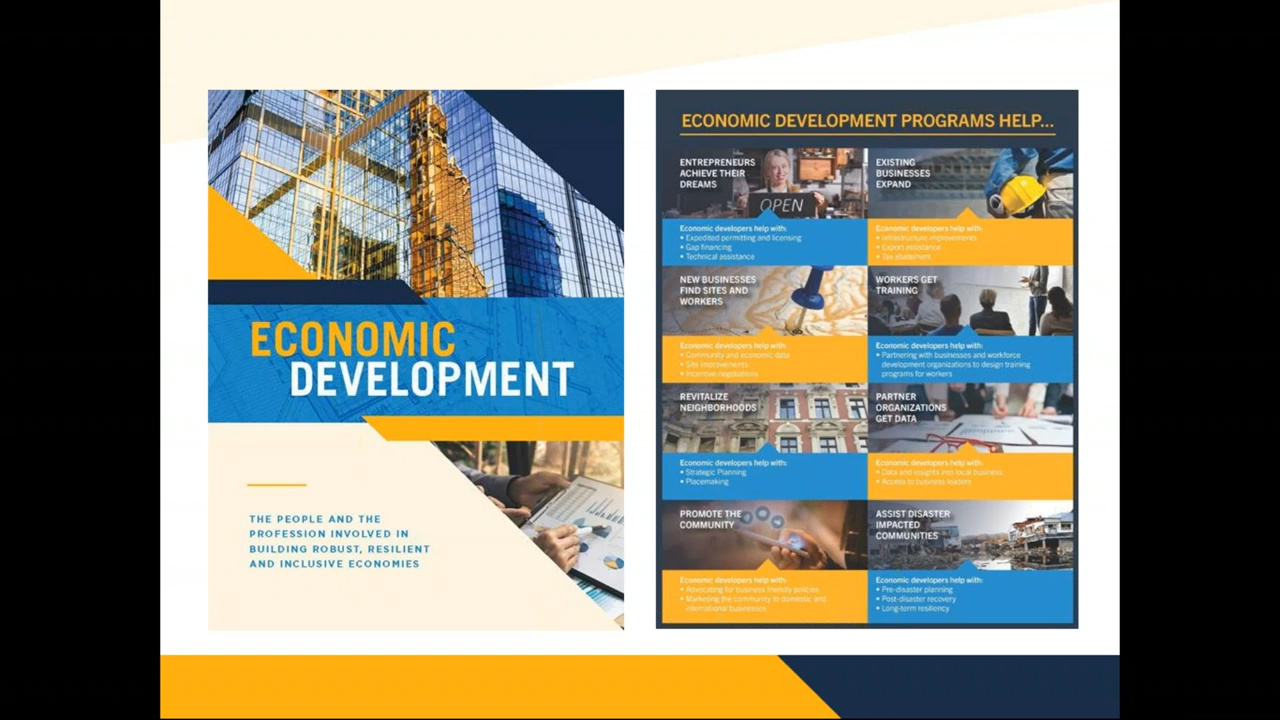 ECONOMIC
DEVELOPMENT
THE PEOPLE AND THE
PROFESSION INVOLVED IN
BUILDING ROBUST, RESILIENT
AND INCLUSIVE ECONOMIES
ECONOMIC DEVELOPMENT PROGRAMS HELP...
ENTREPRENEURS
ACHIEVE THEIR
DREAMS
OPEN
Economic developers help with:
• Expedited permitting and licensing
• Gap financing
• Technical assistance
EXISTING
BUSINESSES
EXPAND
Economic developers help with:
• Infrastructure improvements
• Export assistance
• Tax abatement
NEW BUSINESSES
FIND SITES AND
WORKERS
Economic developers help with:
• Community and economic data
• Site improvements
• Incentive negotiations
WORKERS GET
TRAINING
Economic developers help with:
• Partnering with businesses and workforce
development organizations to design training
programs for workers
REVITALIZE
NEIGHBORHOODS
Economic developers help with:
• Strategic Planning
• Placemaking
PARTNER
ORGANIZATIONS
GET DATA
Economic developers help with:
• Data and insights into local business
• Access to business leaders
PROMOTE THE
COMMUNITY
Economic developers help with:
• Advocating for business friendly policies
• Marketing the community to domestic and
international businesses
ASSIST DISASTER
IMPACTED
COMMUNITIES
Economic developers help with:
• Pre-disaster planning
• Post-disaster recovery
• Long-term resiliency